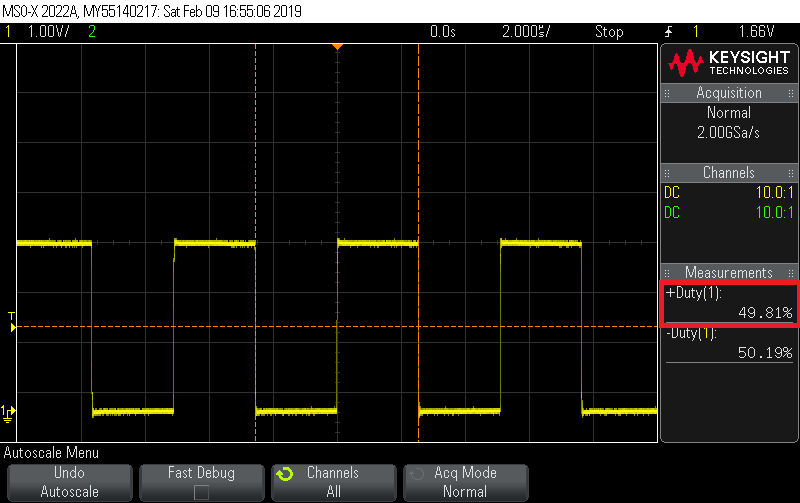 MSO-X 2022A, MY55140217: Sat Feb 09 16:55:06 2019
1 1.00V/ 2 0.0s 2.000s/ Stop 1 1.66V
KEYSIGHT
TECHNOLOGIES
Acquisition
Normal
2.00GSa/s
Channels
DC 10.0:1
DC 10.0:1
Measurements
+Duty(1):
49.81%
-Duty(1):
50.19%
T
1
Autoscale Menu
Undo
Autoscale
Fast Debug
Channels
All
Acq Mode
Normal